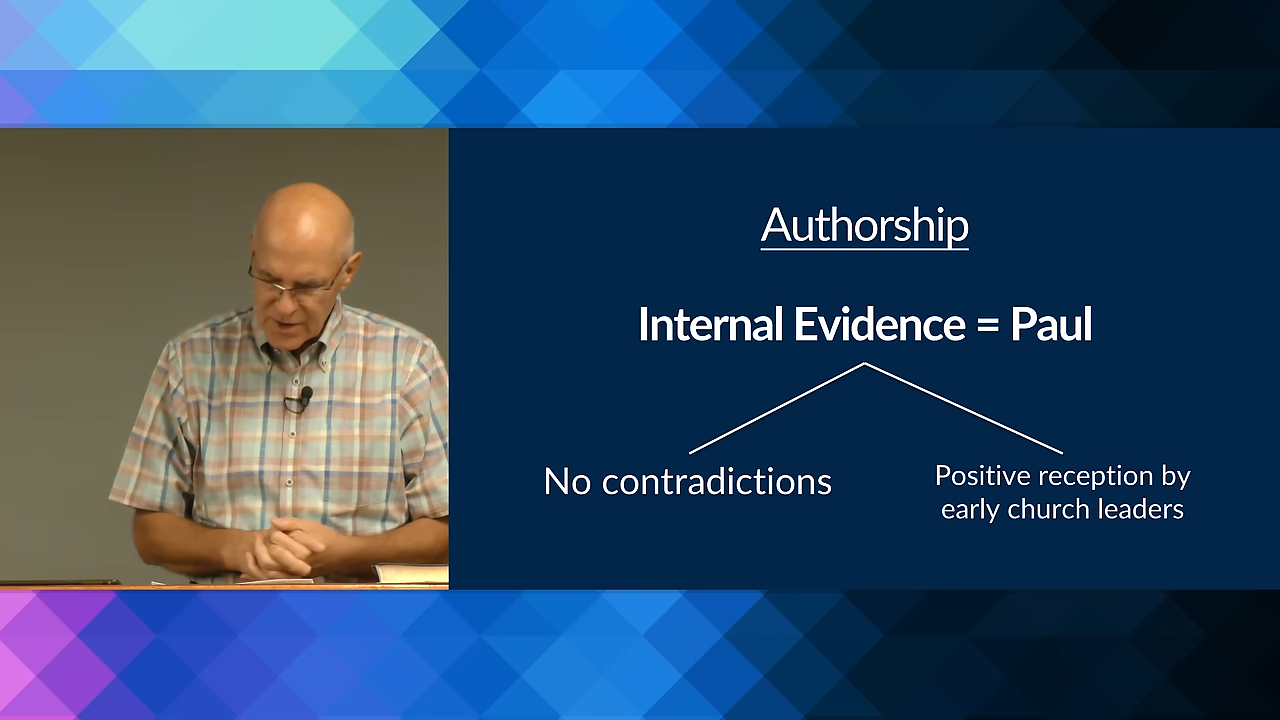 Authorship
Internal Evidence = Paul
No contradictions
Positive reception by
early church leaders